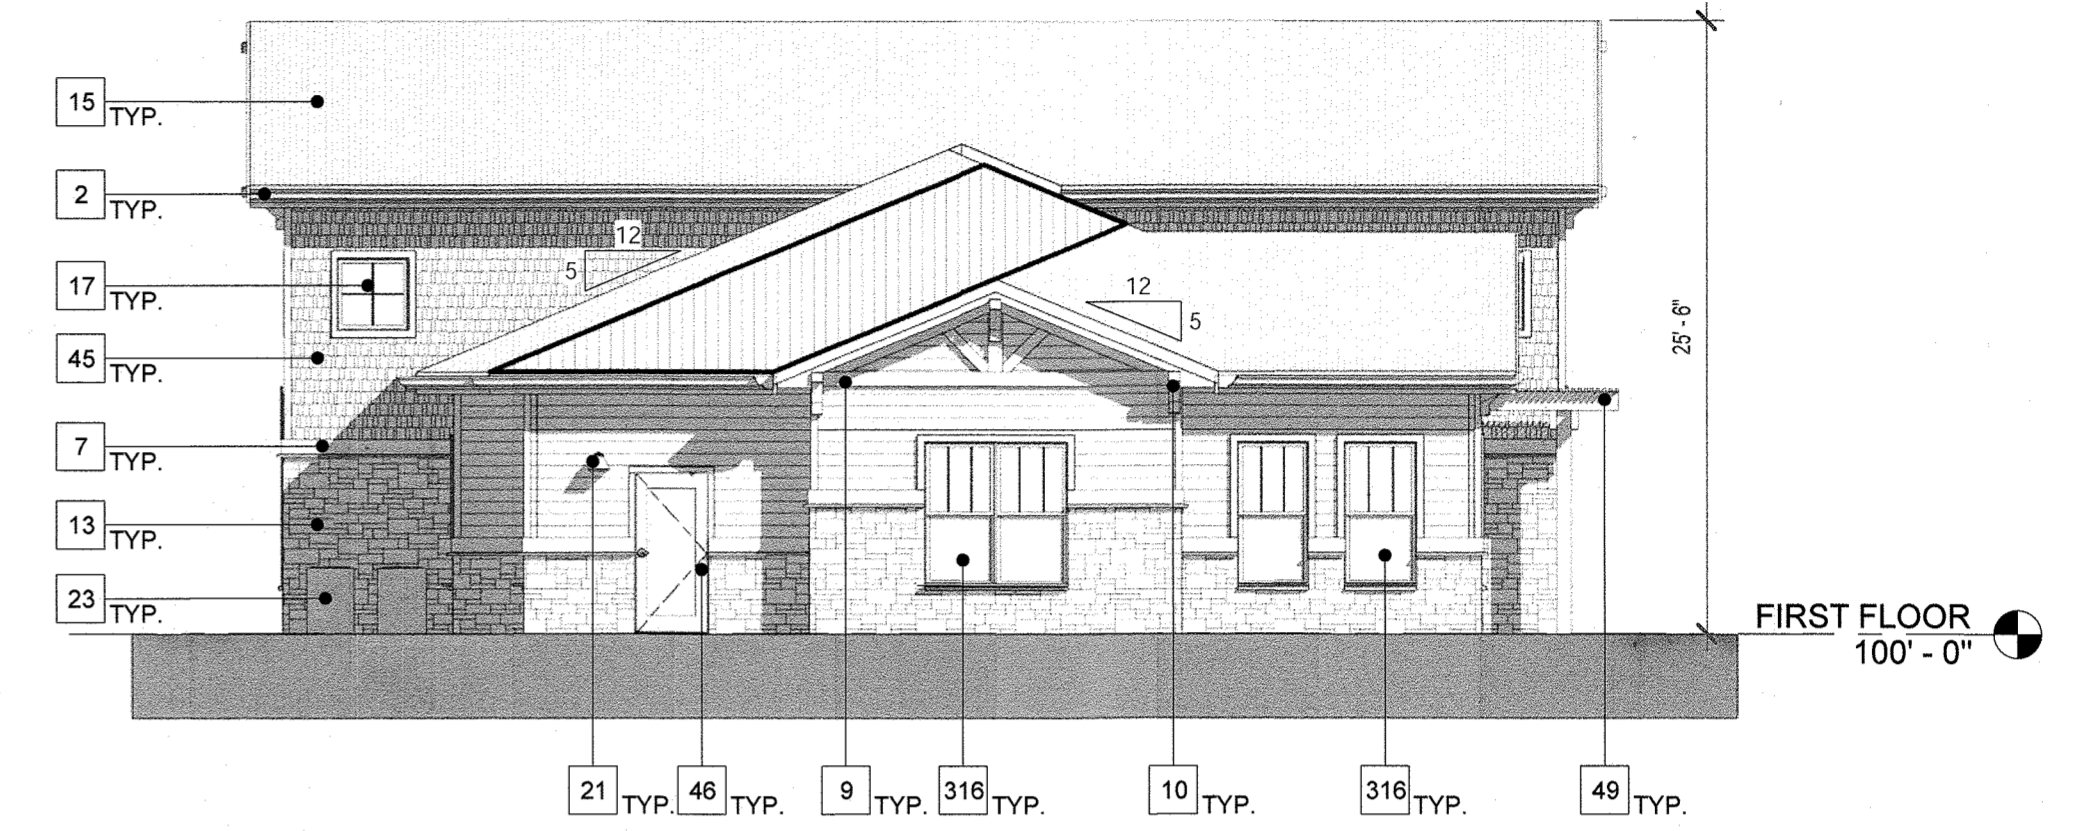 15 TYP.
2 TYP.
12
5
17 TYP.
12
5
25' - 6"
45 TYP.
7 TYP.
13 TYP.
23 TYP.
FIRST FLOOR
100' - 0"
21 TYP. 46 TYP. 9 TYP. 316 TYP. 10 TYP. 316 TYP. 49 TYP.